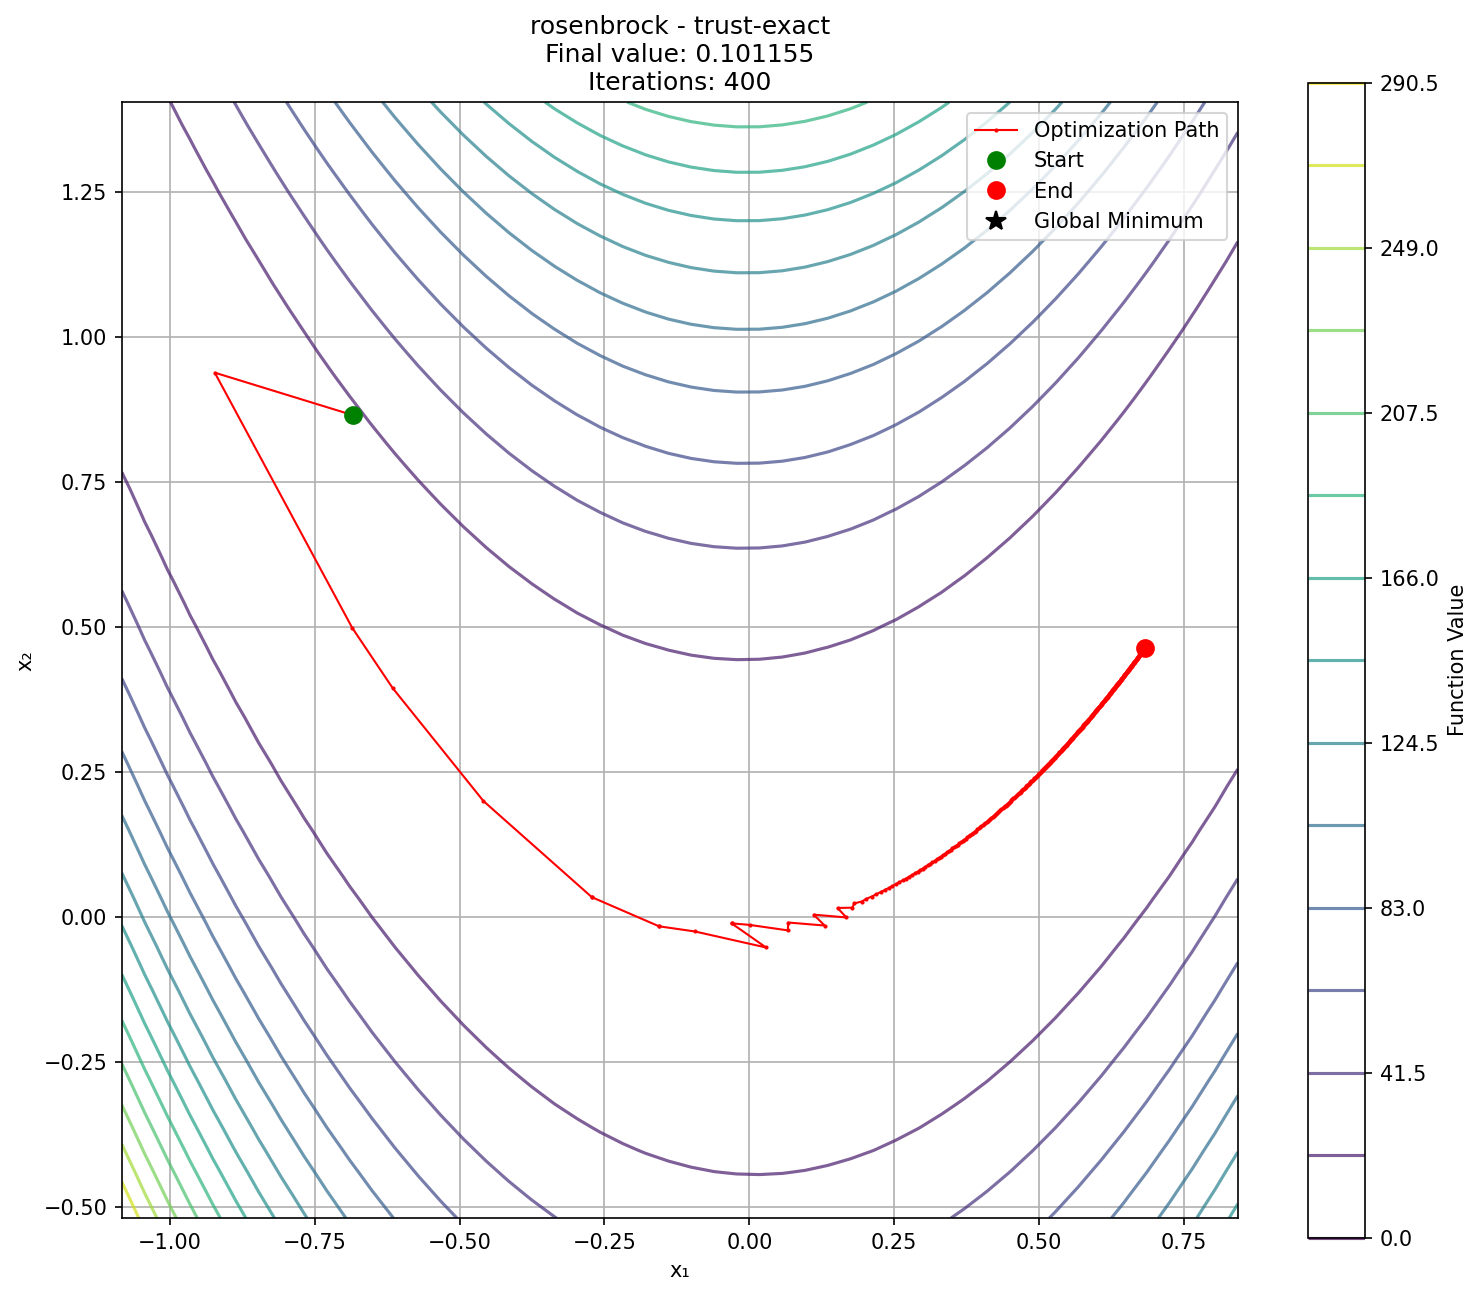 rosenbrock - trust-exact
Final value: 0.101155
Iterations: 400
Optimization Path
Start
End
Global Minimum
1.25
1.00
0.75
0.50
0.25
0.00
−0.25
−0.50
x₂
−1.00
−0.75
−0.50
−0.25
0.00
0.25
0.50
0.75
x₁
290.5
249.0
207.5
166.0
124.5
83.0
41.5
0.0
Function Value